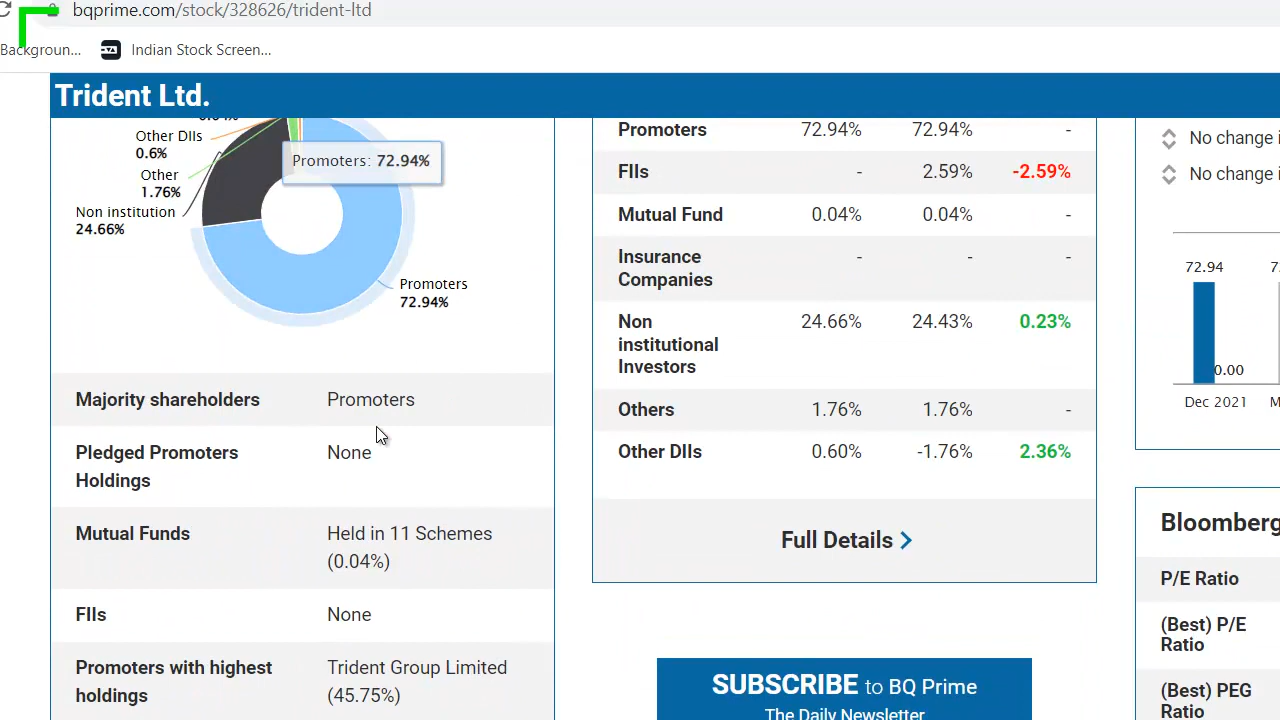 bqprime.com/stock/328626/trident-ltd
Backgroun...
Indian Stock Screen...
Trident Ltd.
Other DIIs
0.6%
Other
1.76%
Non institution
24.66%
Promoters: 72.94%
Promoters
72.94%
Majority shareholders Promoters
Pledged Promoters
Holdings
None
Mutual Funds
Held in 11 Schemes
(0.04%)
FIIs None
Promoters with highest
holdings
Trident Group Limited
(45.75%)
Promoters 72.94% 72.94% -
FIIs - 2.59% -2.59%
Mutual Fund 0.04% 0.04% -
Insurance
Companies
- - -
Non
institutional
Investors
24.66% 24.43% 0.23%
Others 1.76% 1.76% -
Other DIIs 0.60% -1.76% 2.36%
Full Details
SUBSCRIBE to BQ Prime
The Daily Newsletter
No change i
No change i
72.94
0.00
Dec 2021
Bloomberg
P/E Ratio
(Best) P/E
Ratio
(Best) PEG
Ratio